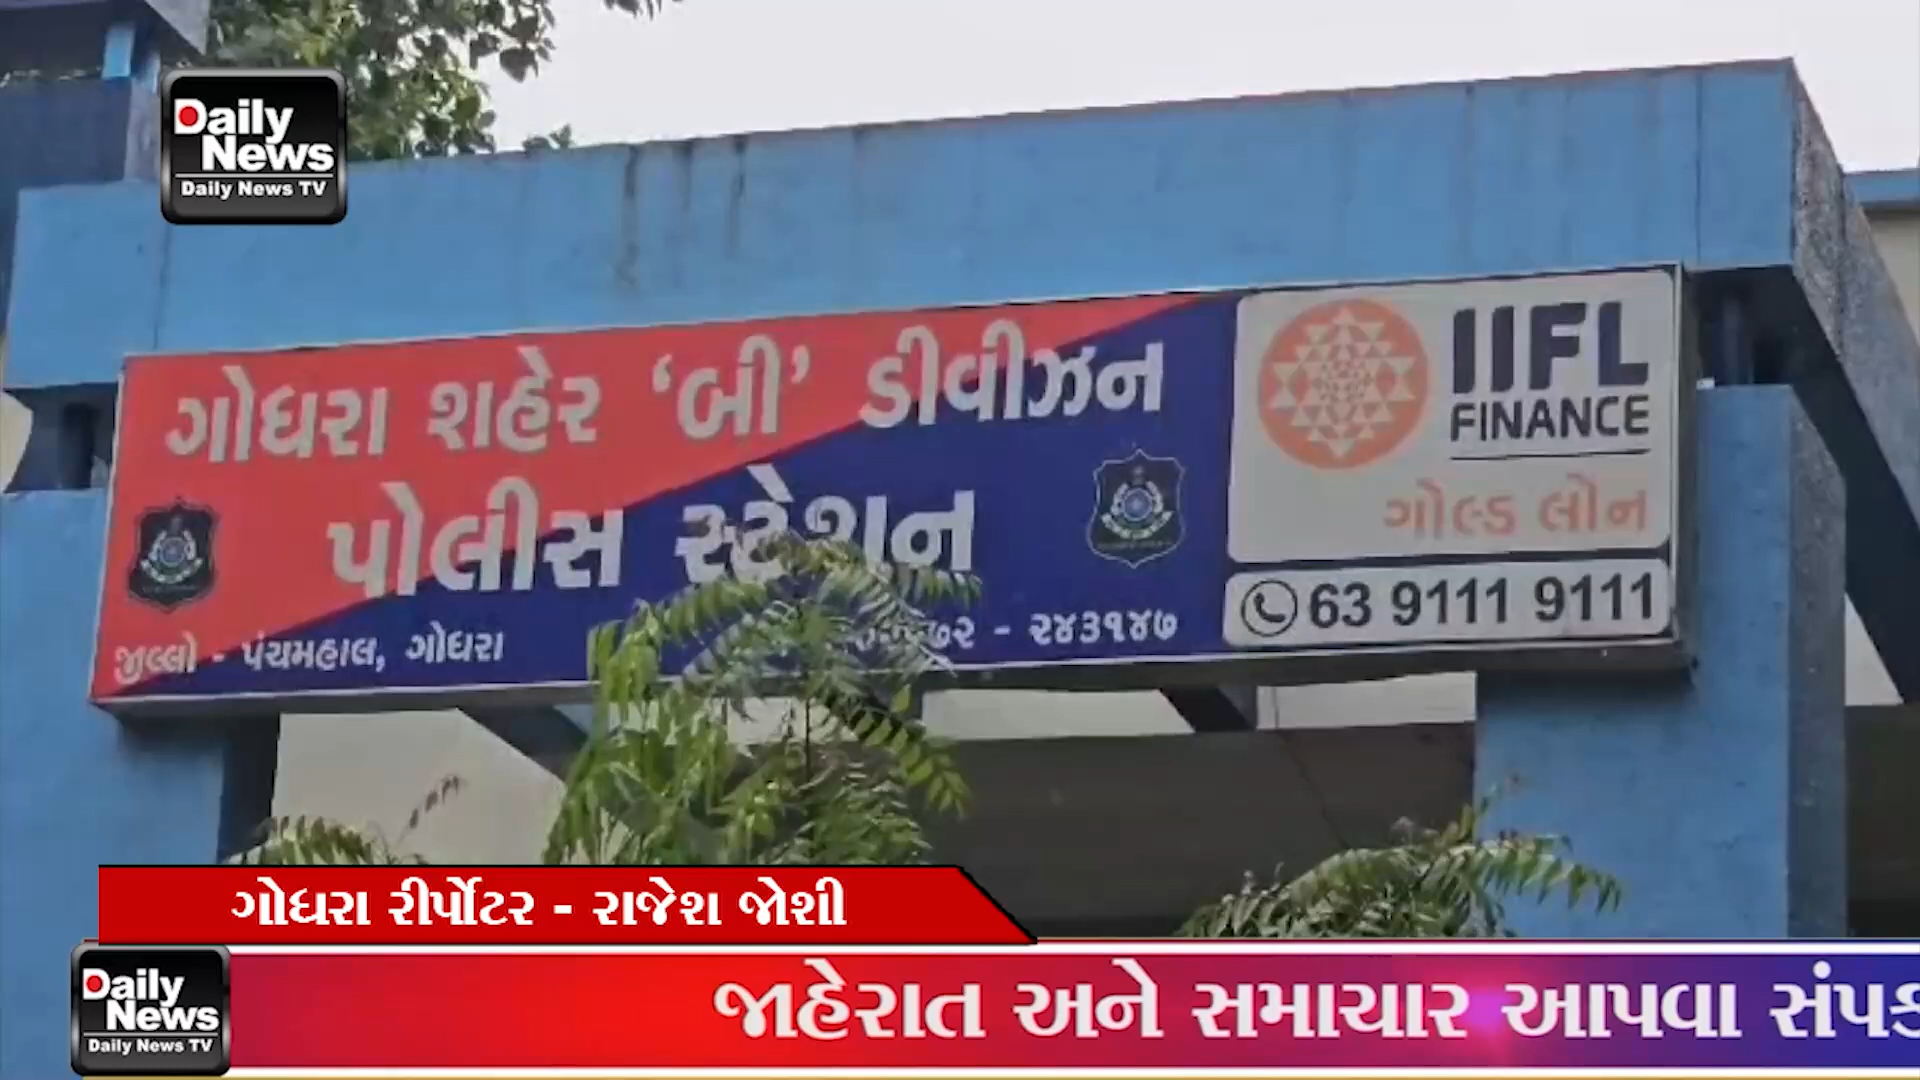 Daily
News
Daily News TV
ગોધરા શહેર ‘બી’ ડીવીઝન
પોલીસ સ્ટેશન
જીલ્લો - પંચમહાલ, ગોધરા
- ૨૪૩૧૪૭
IIFL
FINANCE
ગોલ્ડ લોન
63 9111 9111
ગોધરા રીર્પોટર - રાજેશ જોશી
Daily
News
Daily News TV
જાહેરાત અને સમાચાર આપવા સંપર્ક